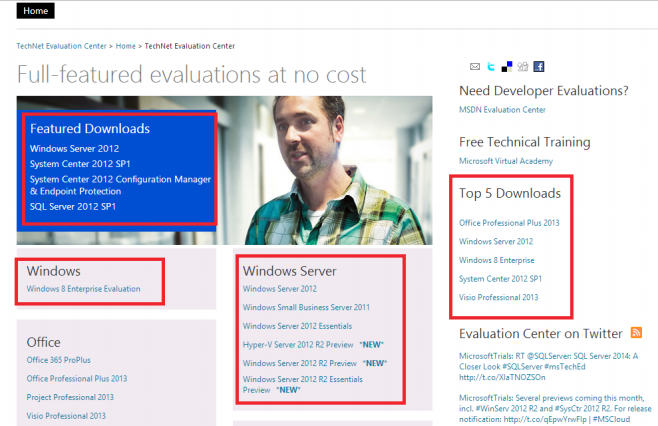 Home
TechNet Evaluation Center > Home > TechNet Evaluation Center
Full-featured evaluations at no cost
Featured Downloads
Windows Server 2012
System Center 2012 SP1
System Center 2012 Configuration Manager
& Endpoint Protection
SQL Server 2012 SP1
Windows
Windows 8 Enterprise Evaluation
Office
Office 365 ProPlus
Office Professional Plus 2013
Project Professional 2013
Visio Professional 2013
Windows Server
Windows Server 2012
Windows Small Business Server 2011
Windows Server 2012 Essentials
Hyper-V Server 2012 R2 Preview *NEW*
Windows Server 2012 R2 Preview *NEW*
Windows Server 2012 R2 Essentials
Preview *NEW*
Need Developer Evaluations?
MSDN Evaluation Center
Free Technical Training
Microsoft Virtual Academy
Top 5 Downloads
Office Professional Plus 2013
Windows Server 2012
Windows 8 Enterprise
System Center 2012 SP1
Visio Professional 2013
Evaluation Center on Twitter
MicrosoftTrials: RT @SQLServer: SQL Server 2014: A
Closer Look #SQLServer #msTechEd
http://t.co/XlaTNOZSOn
MicrosoftTrials: Several previews coming this month,
incl. #WinServ 2012 R2 and #SysCtr 2012 R2. For release
notification: http://t.co/qEpwYrwFlp | #MSCloud